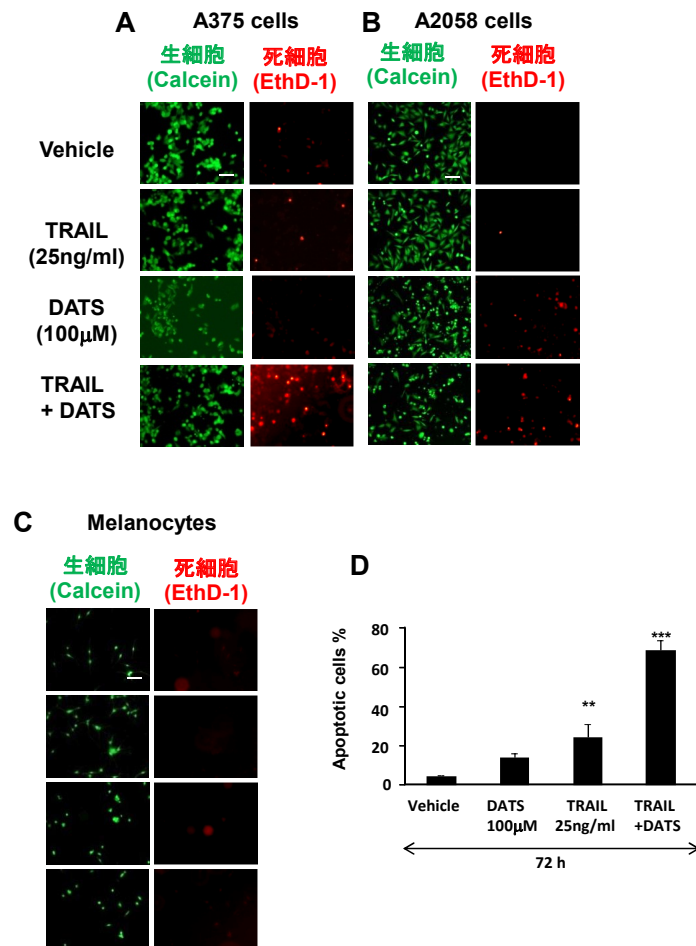 A A375 cells
生細胞
(Calcein)
死細胞
(EthD-1)
B A2058 cells
生細胞
(Calcein)
死細胞
(EthD-1)
Vehicle
TRAIL
(25ng/ml)
DATS
(100μM)
TRAIL
+ DATS
C Melanocytes
生細胞
(Calcein)
死細胞
(EthD-1)
D
Apoptotic cells %
80
60
40
20
0
**
***
Vehicle
DATS
100μM
TRAIL
25ng/ml
TRAIL
+DATS
72 h